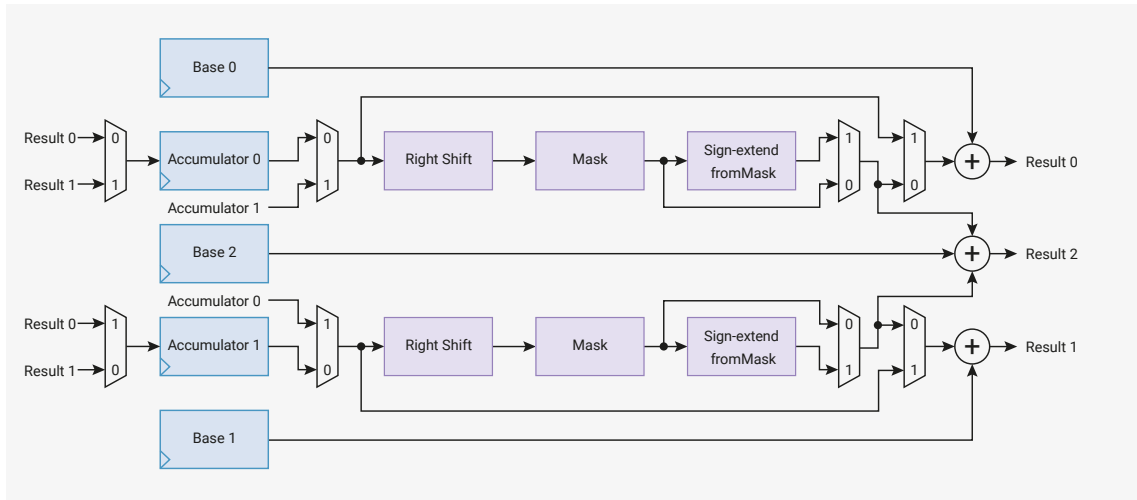 Base 0
Result 0
0
Accumulator 0
0
Right Shift
Mask
Sign-extend
fromMask
1
1
+
Result 0
Result 1
1
1
0
0
Accumulator 1
Base 2
+
Result 2
Accumulator 0
Result 0
1
Accumulator 1
1
Right Shift
Mask
Sign-extend
fromMask
0
0
+
Result 1
Result 1
0
0
1
1
Base 1